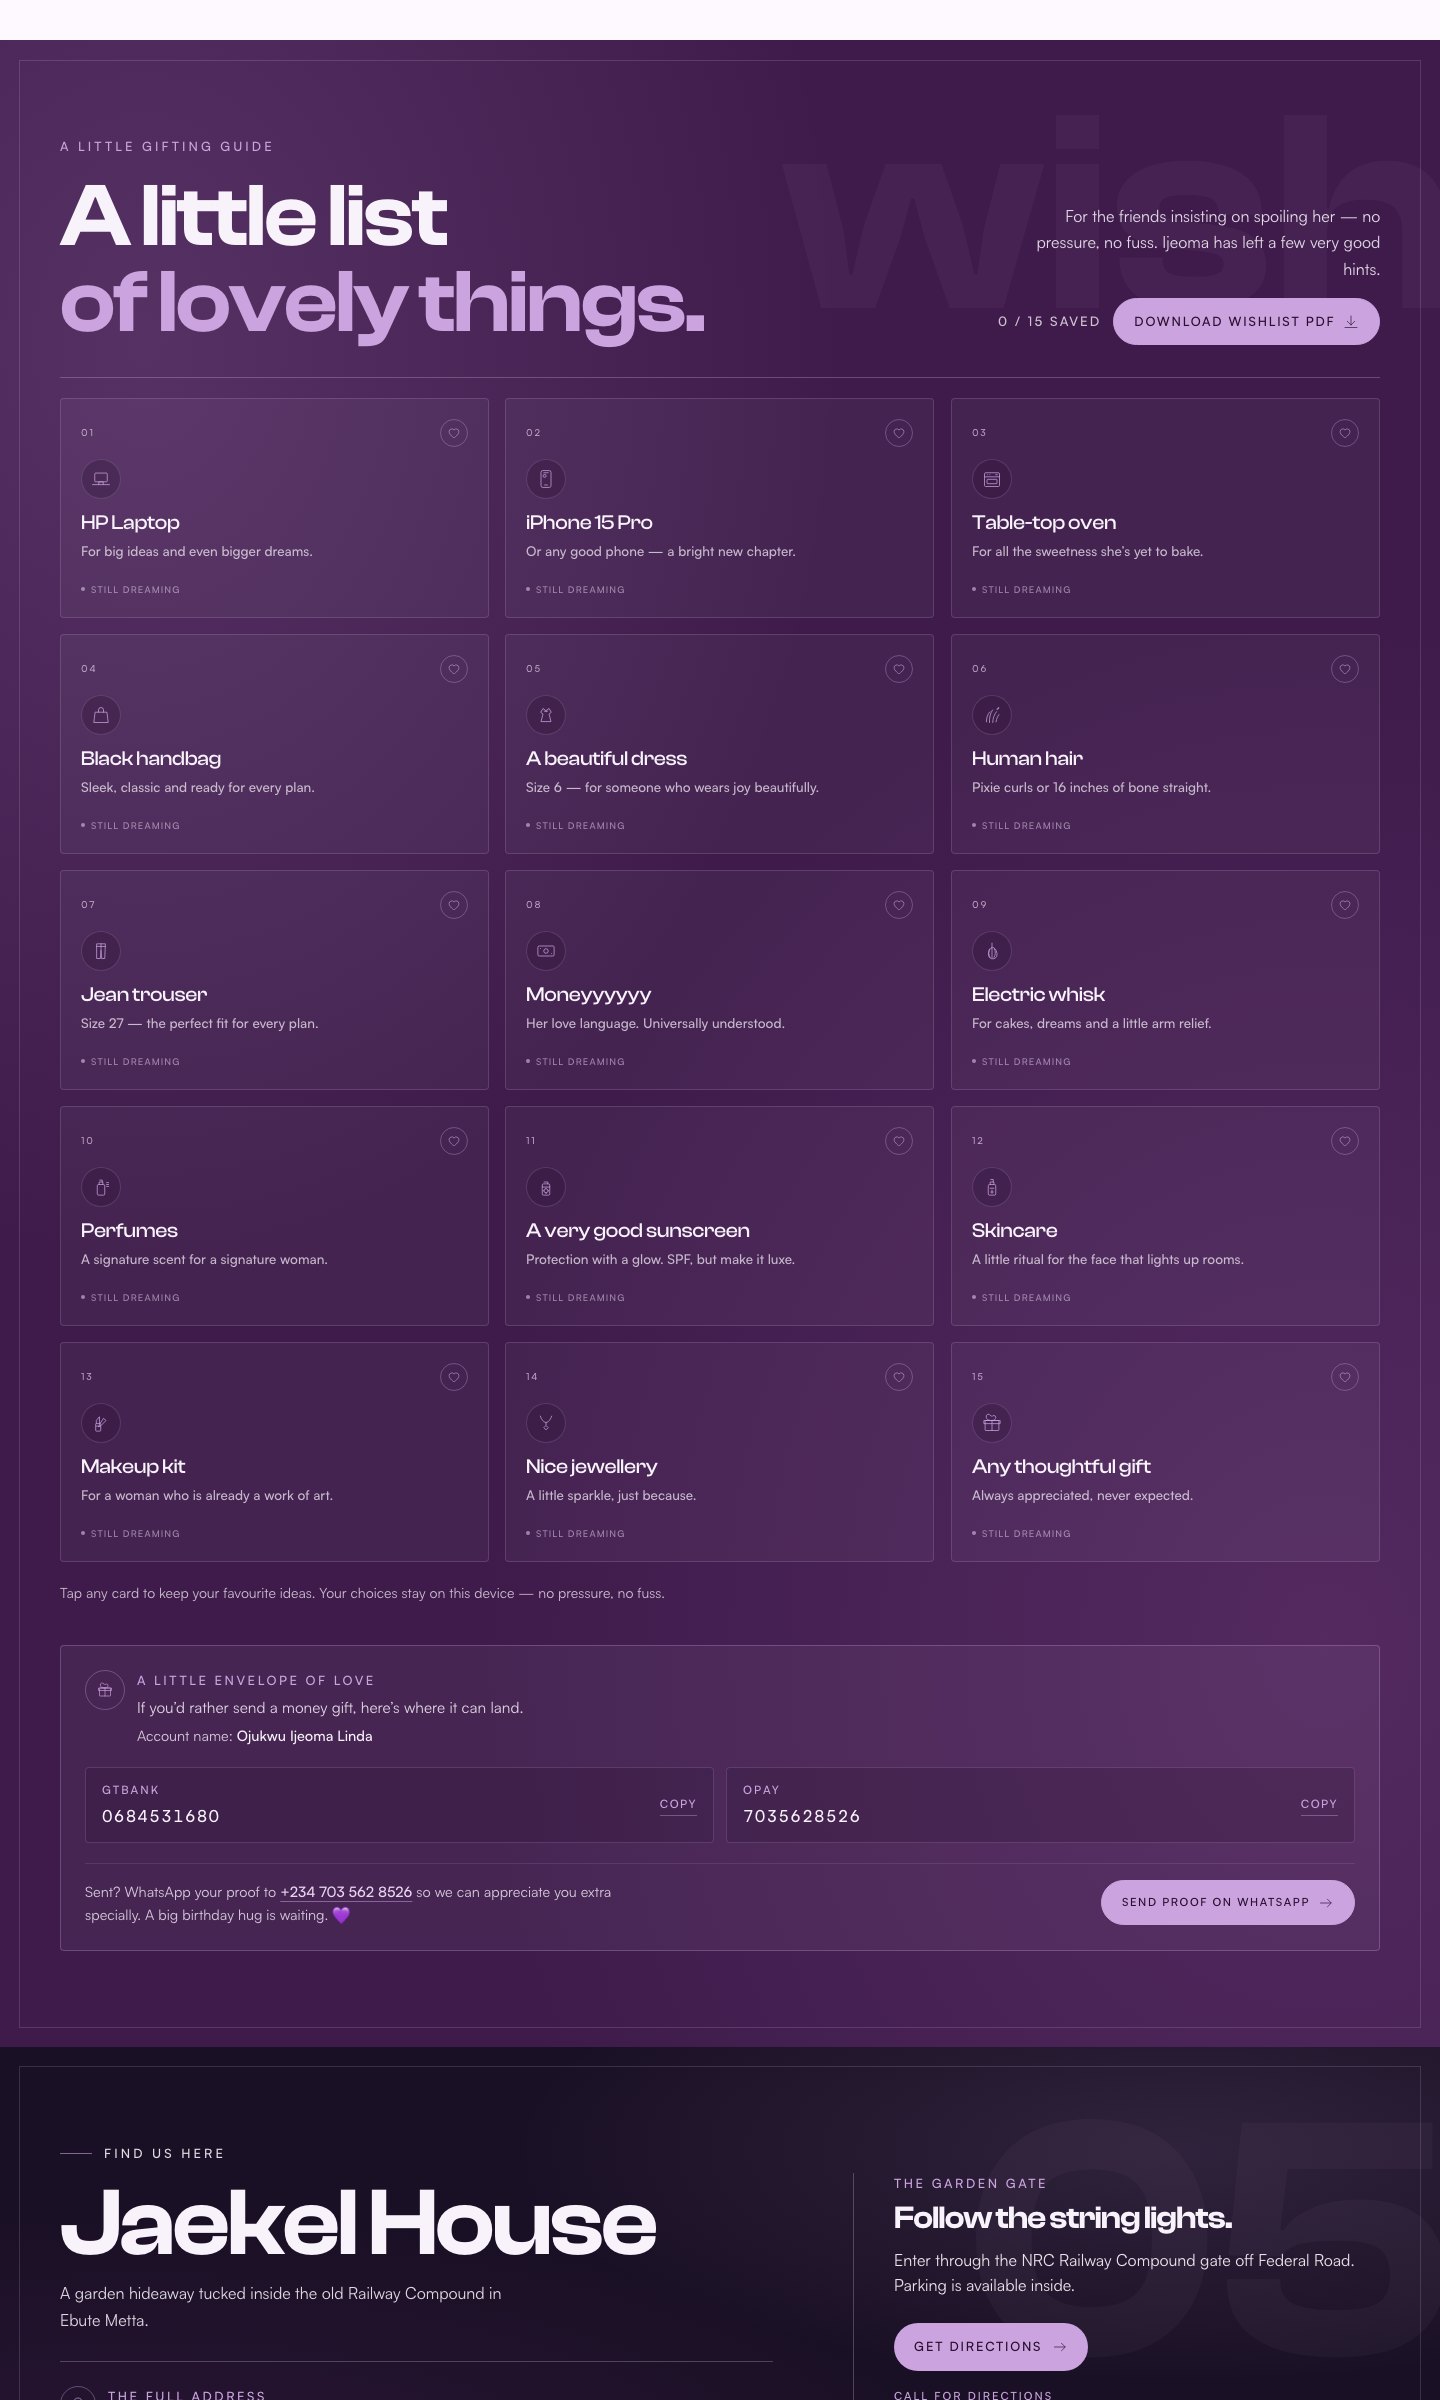 wish
A LITTLE GIFTING GUIDE
A little list
of lovely things.
For the friends insisting on spoiling her — no
pressure, no fuss. Ijeoma has left a few very good
hints.
0 / 15 SAVED
DOWNLOAD WISHLIST PDF
01
HP Laptop
For big ideas and even bigger dreams.
STILL DREAMING
02
iPhone 15 Pro
Or any good phone — a bright new chapter.
STILL DREAMING
03
Table-top oven
For all the sweetness she’s yet to bake.
STILL DREAMING
04
Black handbag
Sleek, classic and ready for every plan.
STILL DREAMING
05
A beautiful dress
Size 6 — for someone who wears joy beautifully.
STILL DREAMING
06
Human hair
Pixie curls or 16 inches of bone straight.
STILL DREAMING
07
Jean trouser
Size 27 — the perfect fit for every plan.
STILL DREAMING
08
Moneyyyyyy
Her love language. Universally understood.
STILL DREAMING
09
Electric whisk
For cakes, dreams and a little arm relief.
STILL DREAMING
10
Perfumes
A signature scent for a signature woman.
STILL DREAMING
11
A very good sunscreen
Protection with a glow. SPF, but make it luxe.
STILL DREAMING
12
Skincare
A little ritual for the face that lights up rooms.
STILL DREAMING
13
Makeup kit
For a woman who is already a work of art.
STILL DREAMING
14
Nice jewellery
A little sparkle, just because.
STILL DREAMING
15
Any thoughtful gift
Always appreciated, never expected.
STILL DREAMING
Tap any card to keep your favourite ideas. Your choices stay on this device — no pressure, no fuss.
A LITTLE ENVELOPE OF LOVE
If you’d rather send a money gift, here’s where it can land.
Account name: Ojukwu Ijeoma Linda
GTBANK
0684531680
COPY
OPAY
7035628526
COPY
Sent? WhatsApp your proof to +234 703 562 8526 so we can appreciate you extra
specially. A big birthday hug is waiting. 💜
SEND PROOF ON WHATSAPP
05
FIND US HERE
Jaekel House
A garden hideaway tucked inside the old Railway Compound in
Ebute Metta.
THE FULL ADDRESS
THE GARDEN GATE
Follow the string lights.
Enter through the NRC Railway Compound gate off Federal Road.
Parking is available inside.
GET DIRECTIONS
CALL FOR DIRECTIONS